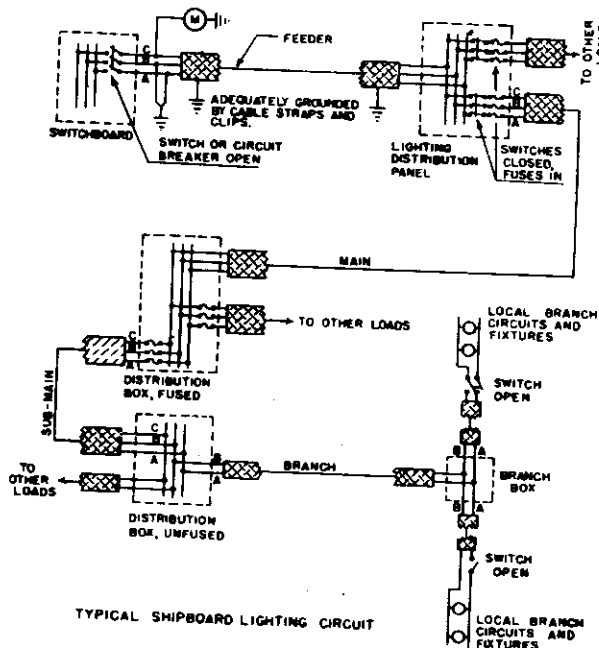 M
C
B
A
FEEDER
TO OTHER
ADEQUATELY GROUNDED
BY CABLE STRAPS AND
CLIPS.
SWITCHBOARD
SWITCH OR CIRCUIT
BREAKER OPEN
C
B
A
LIGHTING
DISTRIBUTION
PANEL
SWITCHES
CLOSED,
FUSES IN
MAIN
TO OTHER LOADS
C
B
A
DISTRIBUTION
BOX, FUSED
SUB-MAIN
LOCAL BRANCH
CIRCUITS AND
FIXTURES
SWITCH
OPEN
C
B
A
B
A
BRANCH
TO
OTHER
LOADS
DISTRIBUTION
BOX, UNFUSED
B A
BRANCH
BOX
B A
SWITCH
OPEN
TYPICAL SHIPBOARD LIGHTING CIRCUIT
LOCAL BRANCH
CIRCUITS AND
FIXTURES